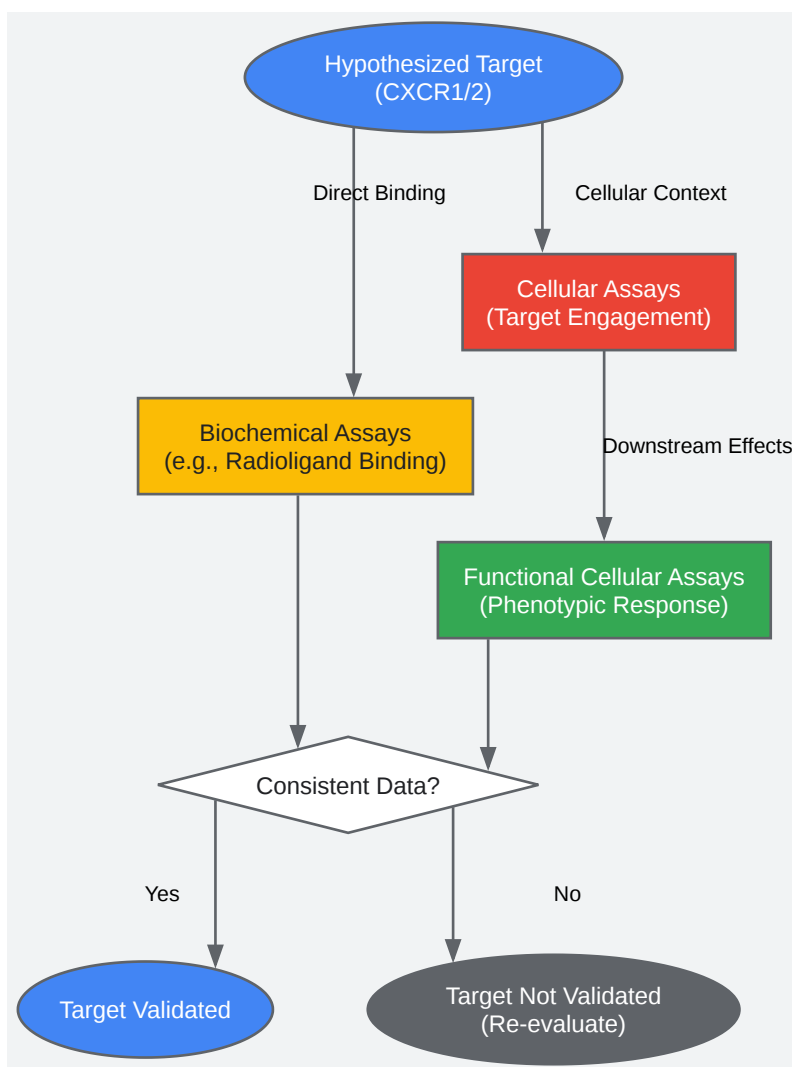 Hypothesized Target
(CXCR1/2)
Direct Binding
Cellular Context
Cellular Assays
(Target Engagement)
Biochemical Assays
(e.g., Radioligand Binding)
Downstream Effects
Functional Cellular Assays
(Phenotypic Response)
Consistent Data?
Yes
No
Target Validated
Target Not Validated
(Re-evaluate)